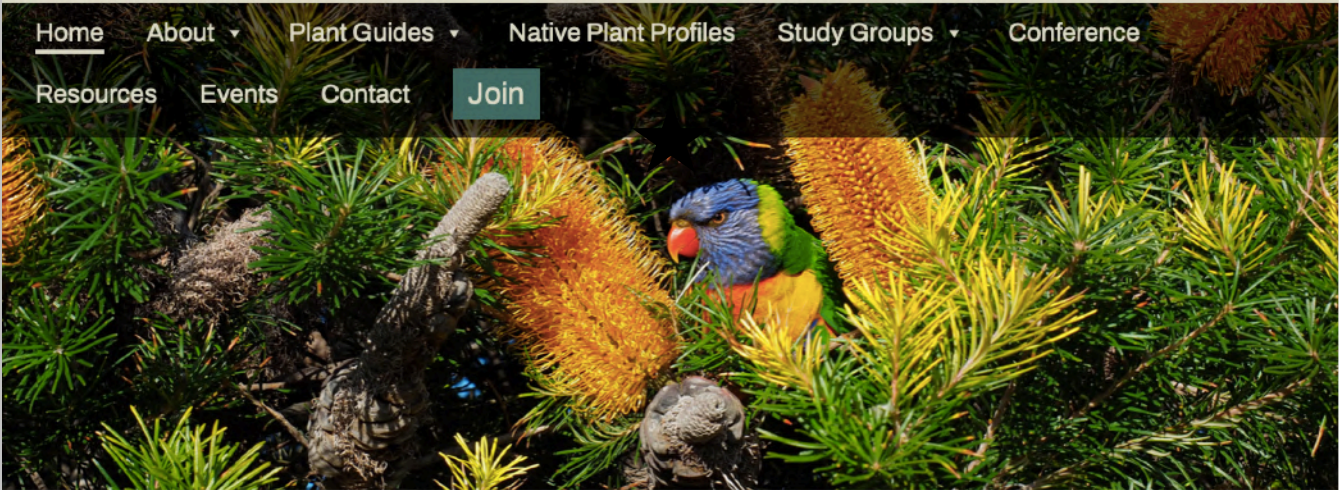 Home About Plant Guides Native Plant Profiles Study Groups Conference
Resources Events Contact Join